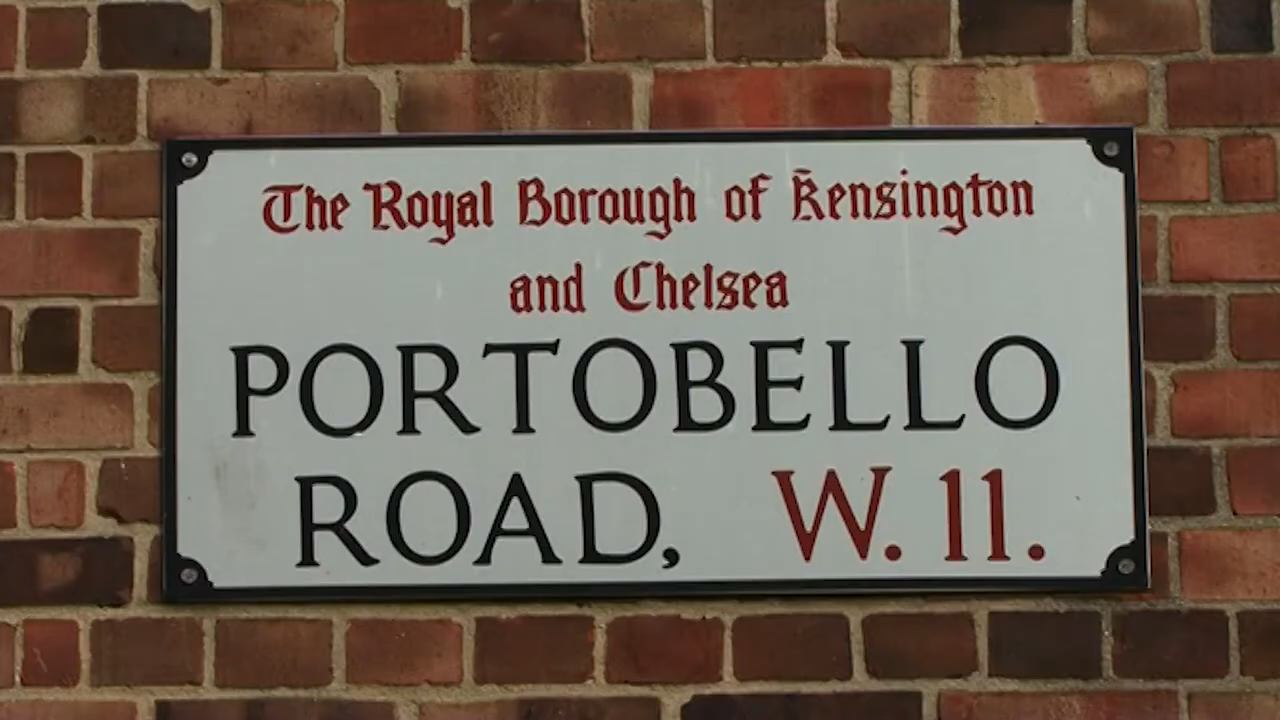 The Royal Borough of Kensington
and Chelsea
PORTOBELLO
ROAD, W.11.